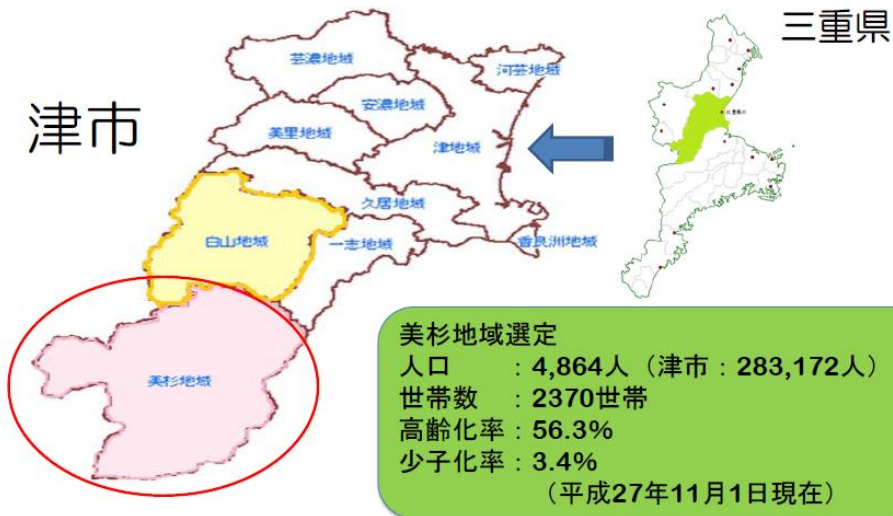 三重県
津市
芸濃地域
河芸地域
安濃地域
美里地域
津地域
久居地域
白山地域
一志地域
香良洲地域
美杉地域
美杉地域選定
人口 : 4,864人（津市：283,172人）
世帯数 : 2370世帯
高齢化率 : 56.3%
少子化率 : 3.4%
（平成27年11月1日現在）